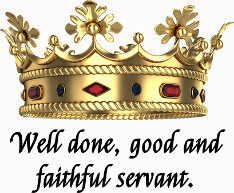 Well done, good and
faithful servant.